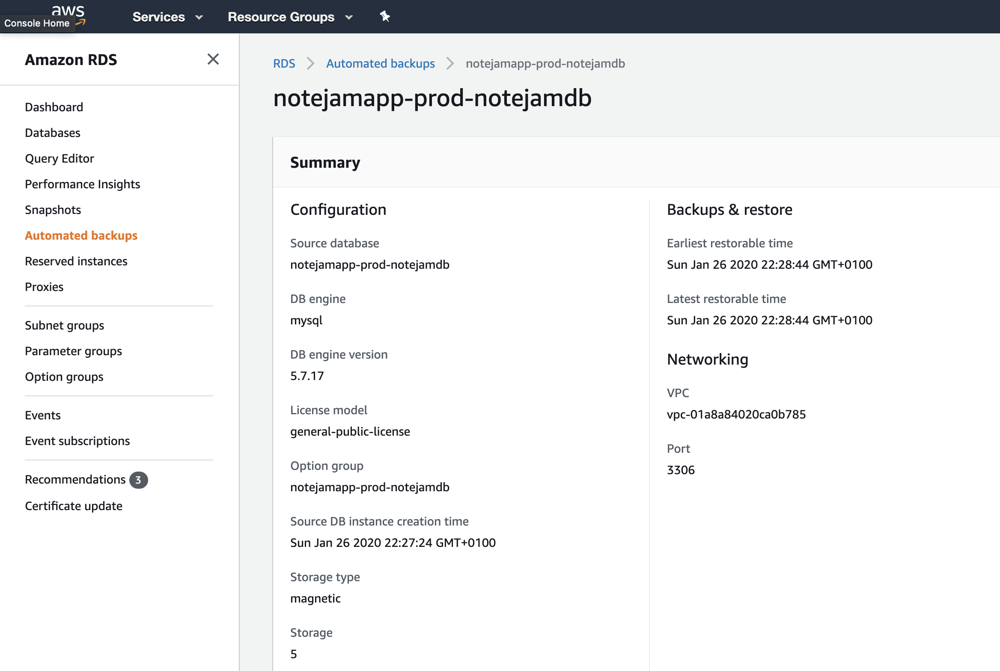 aws
Console Home
Services
Resource Groups
Amazon RDS
Dashboard
Databases
Query Editor
Performance Insights
Snapshots
Automated backups
Reserved instances
Proxies
Subnet groups
Parameter groups
Option groups
Events
Event subscriptions
Recommendations 3
Certificate update
RDS > Automated backups > notejamapp-prod-notejamdb
notejamapp-prod-notejamdb
Summary
Configuration
Source database
notejamapp-prod-notejamdb
DB engine
mysql
DB engine version
5.7.17
License model
general-public-license
Option group
notejamapp-prod-notejamdb
Source DB instance creation time
Sun Jan 26 2020 22:27:24 GMT+0100
Storage type
magnetic
Storage
5
Backups & restore
Earliest restorable time
Sun Jan 26 2020 22:28:44 GMT+0100
Latest restorable time
Sun Jan 26 2020 22:28:44 GMT+0100
Networking
VPC
vpc-01a8a84020ca0b785
Port
3306